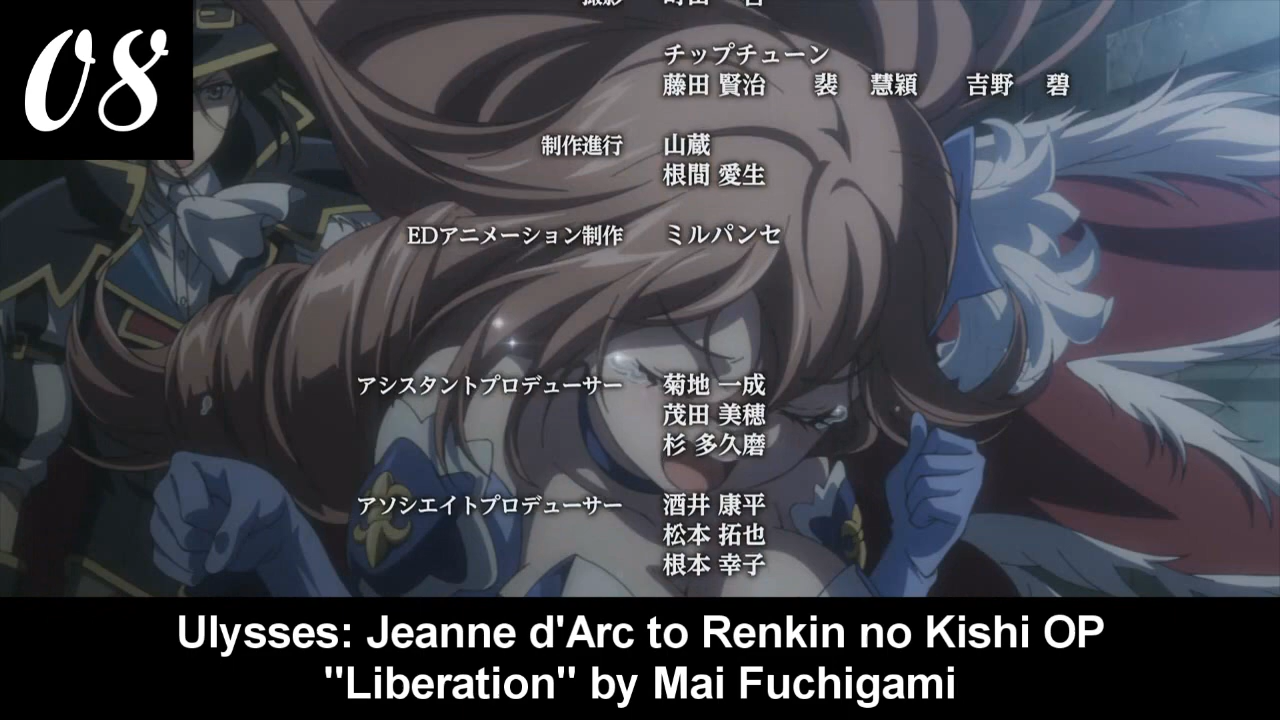 08
チップチューン
藤田 賢治 裴 慧穎 吉野 碧
制作進行 山蔵
根間 愛生
EDアニメーション制作 ミルパンセ
アシスタントプロデューサー 菊地 一成
茂田 美穂
杉 多久磨
アソシエイトプロデューサー 酒井 康平
松本 拓也
根本 幸子
Ulysses: Jeanne d'Arc to Renkin no Kishi OP
"Liberation" by Mai Fuchigami